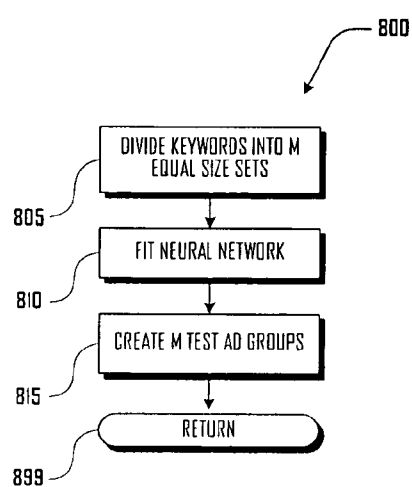 800
DIVIDE KEYWORDS INTO M
EQUAL SIZE SETS
805
FIT NEURAL NETWORK
810
CREATE M TEST AD GROUPS
815
RETURN
899